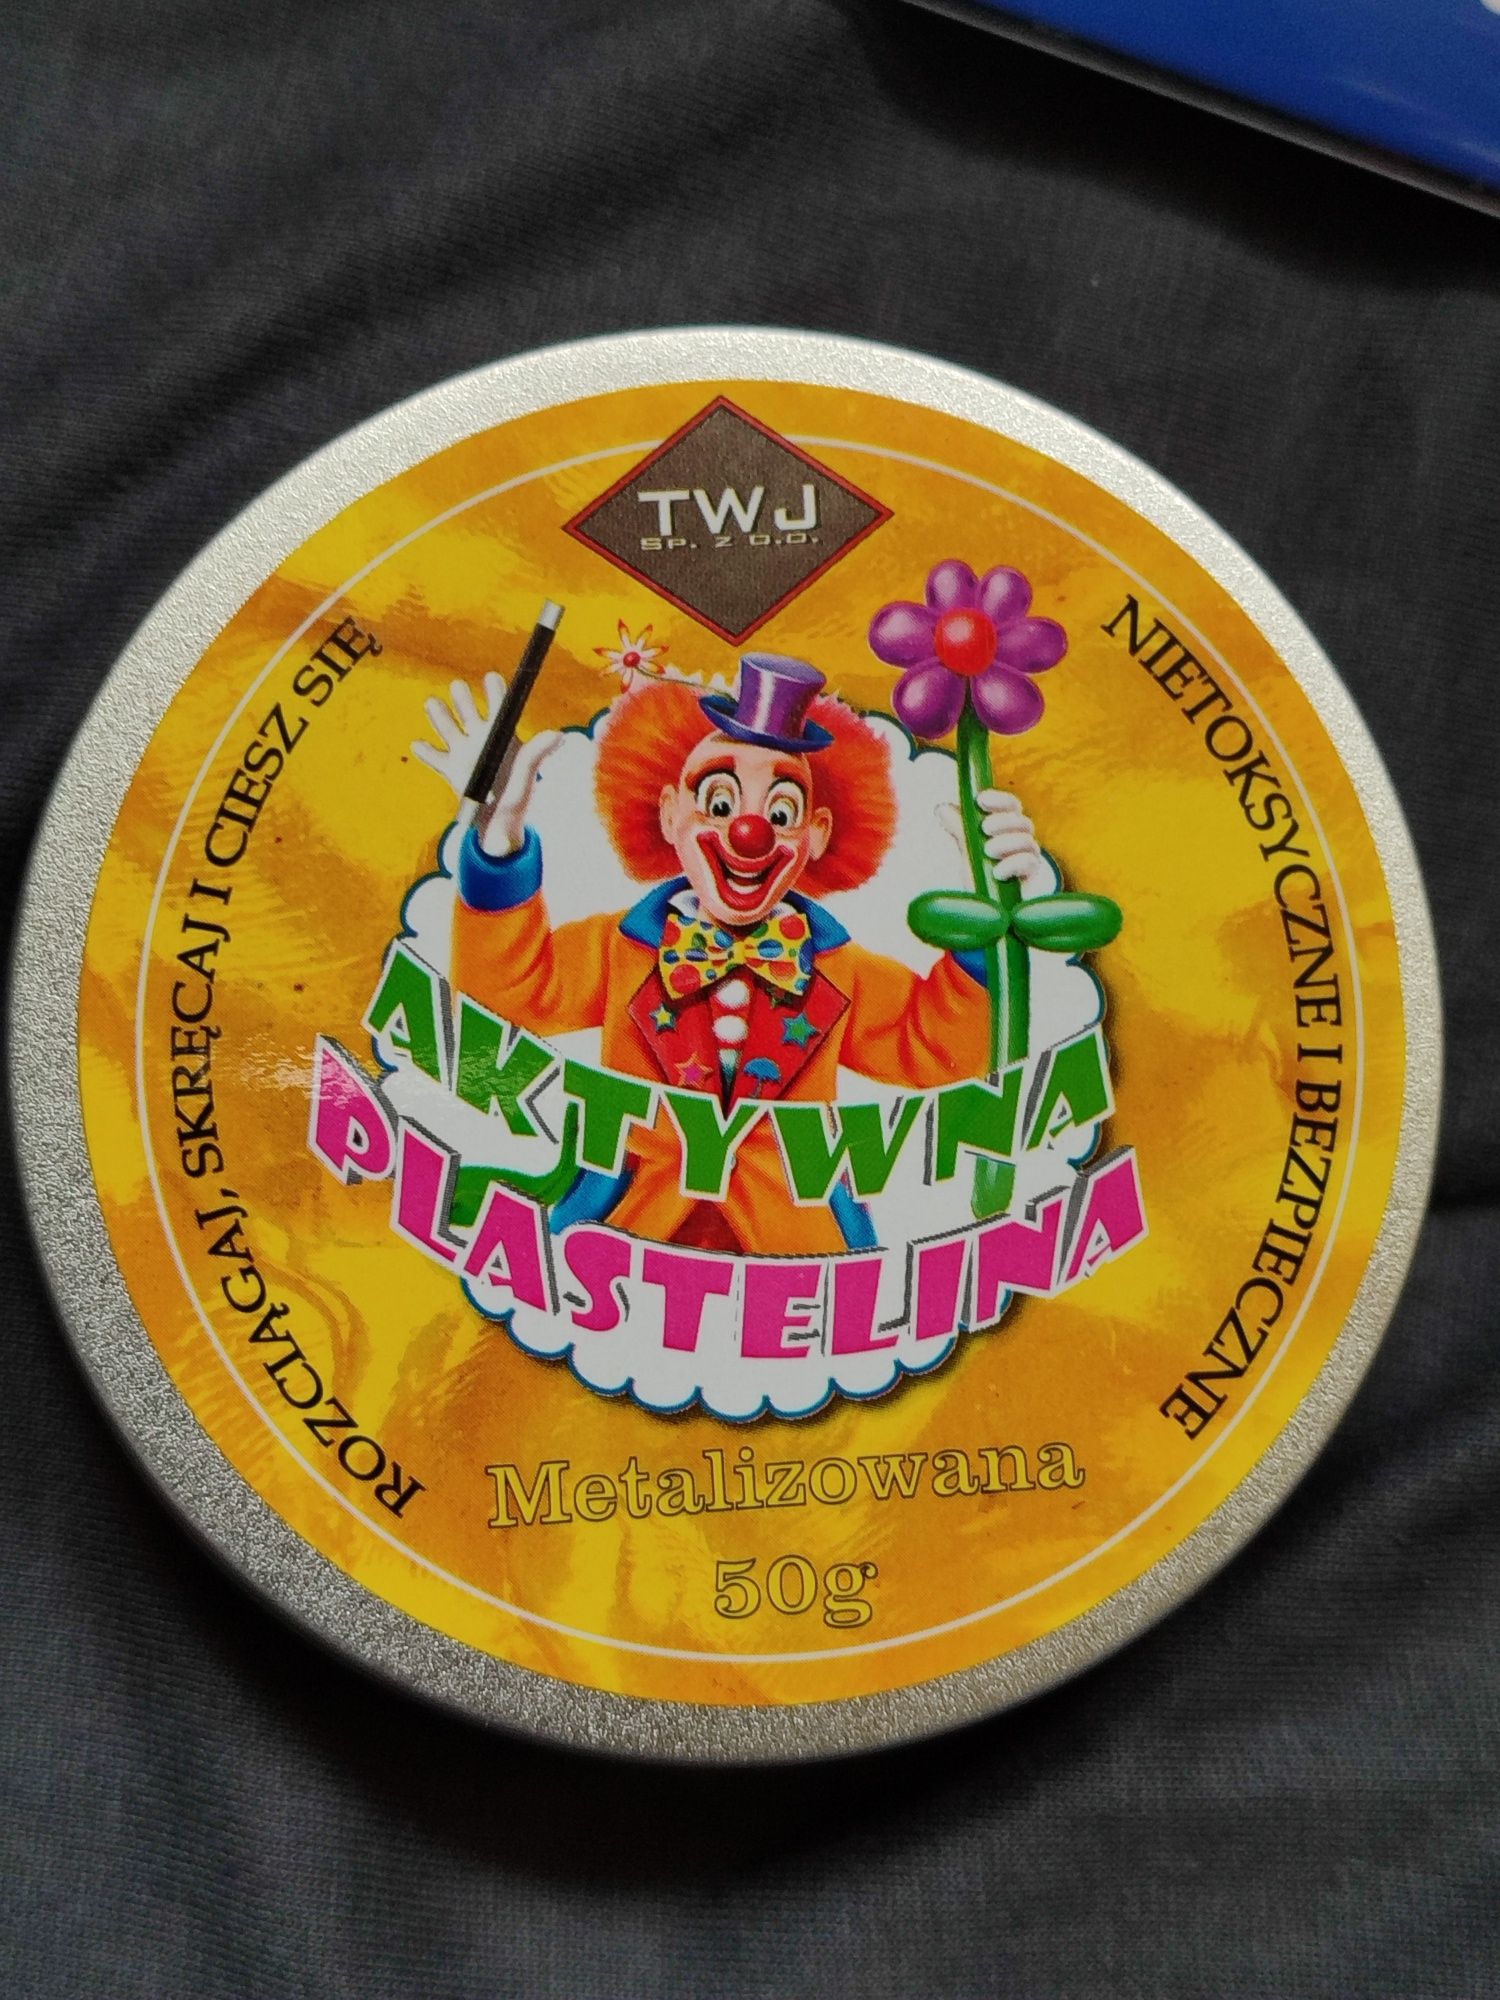 TWJ
SP. Z O.O.
ROZCIĄGAJ, SKRĘCAJ I CIESZ SIĘ
NIETOKSYCZNE I BEZPIECZNE
AKTYWNA
PLASTELINA
Metalizowana
50g